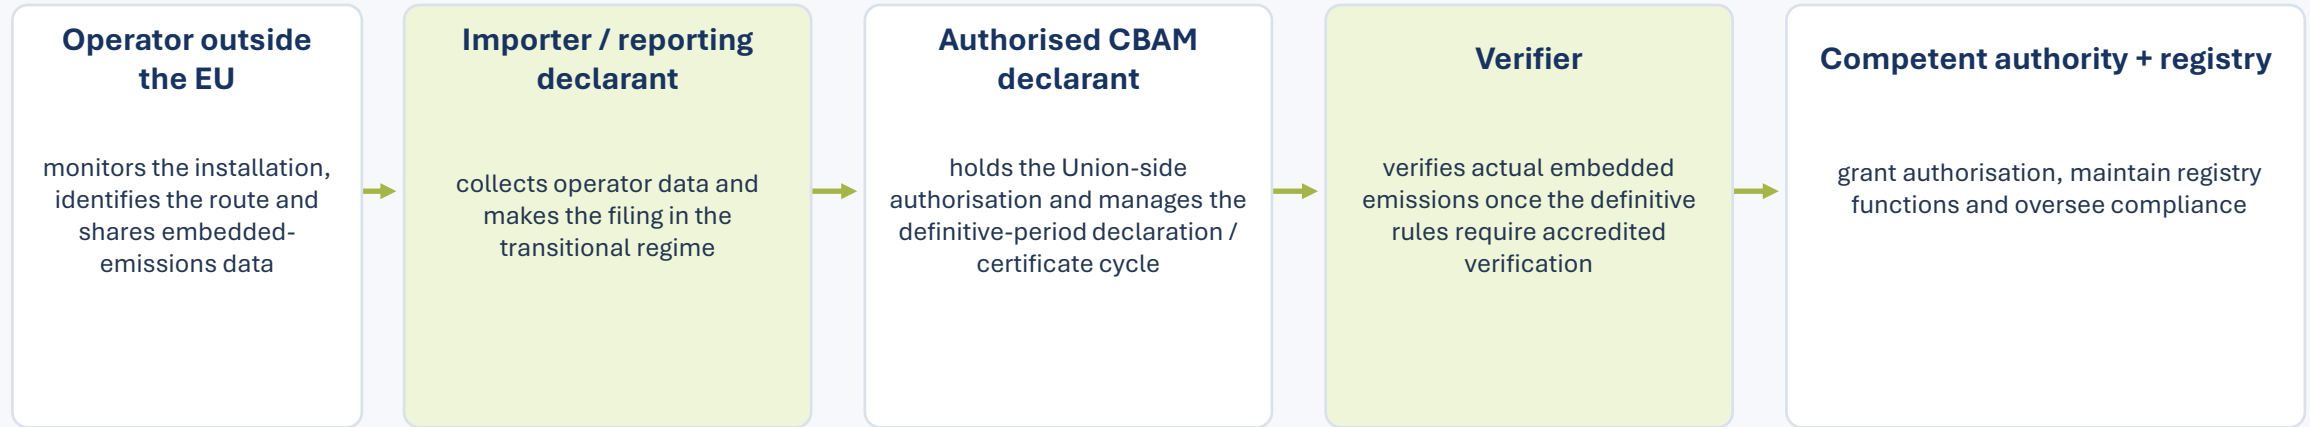 Operator outside
the EU
monitors the installation,
identifies the route and
shares embedded-
emissions data
Importer / reporting
declarant
collects operator data and
makes the filing in the
transitional regime
Authorised CBAM
declarant
holds the Union-side
authorisation and manages the
definitive-period declaration /
certificate cycle
Verifier
verifies actual embedded
emissions once the definitive
rules require accredited
verification
Competent authority + registry
grant authorisation, maintain registry
functions and oversee compliance